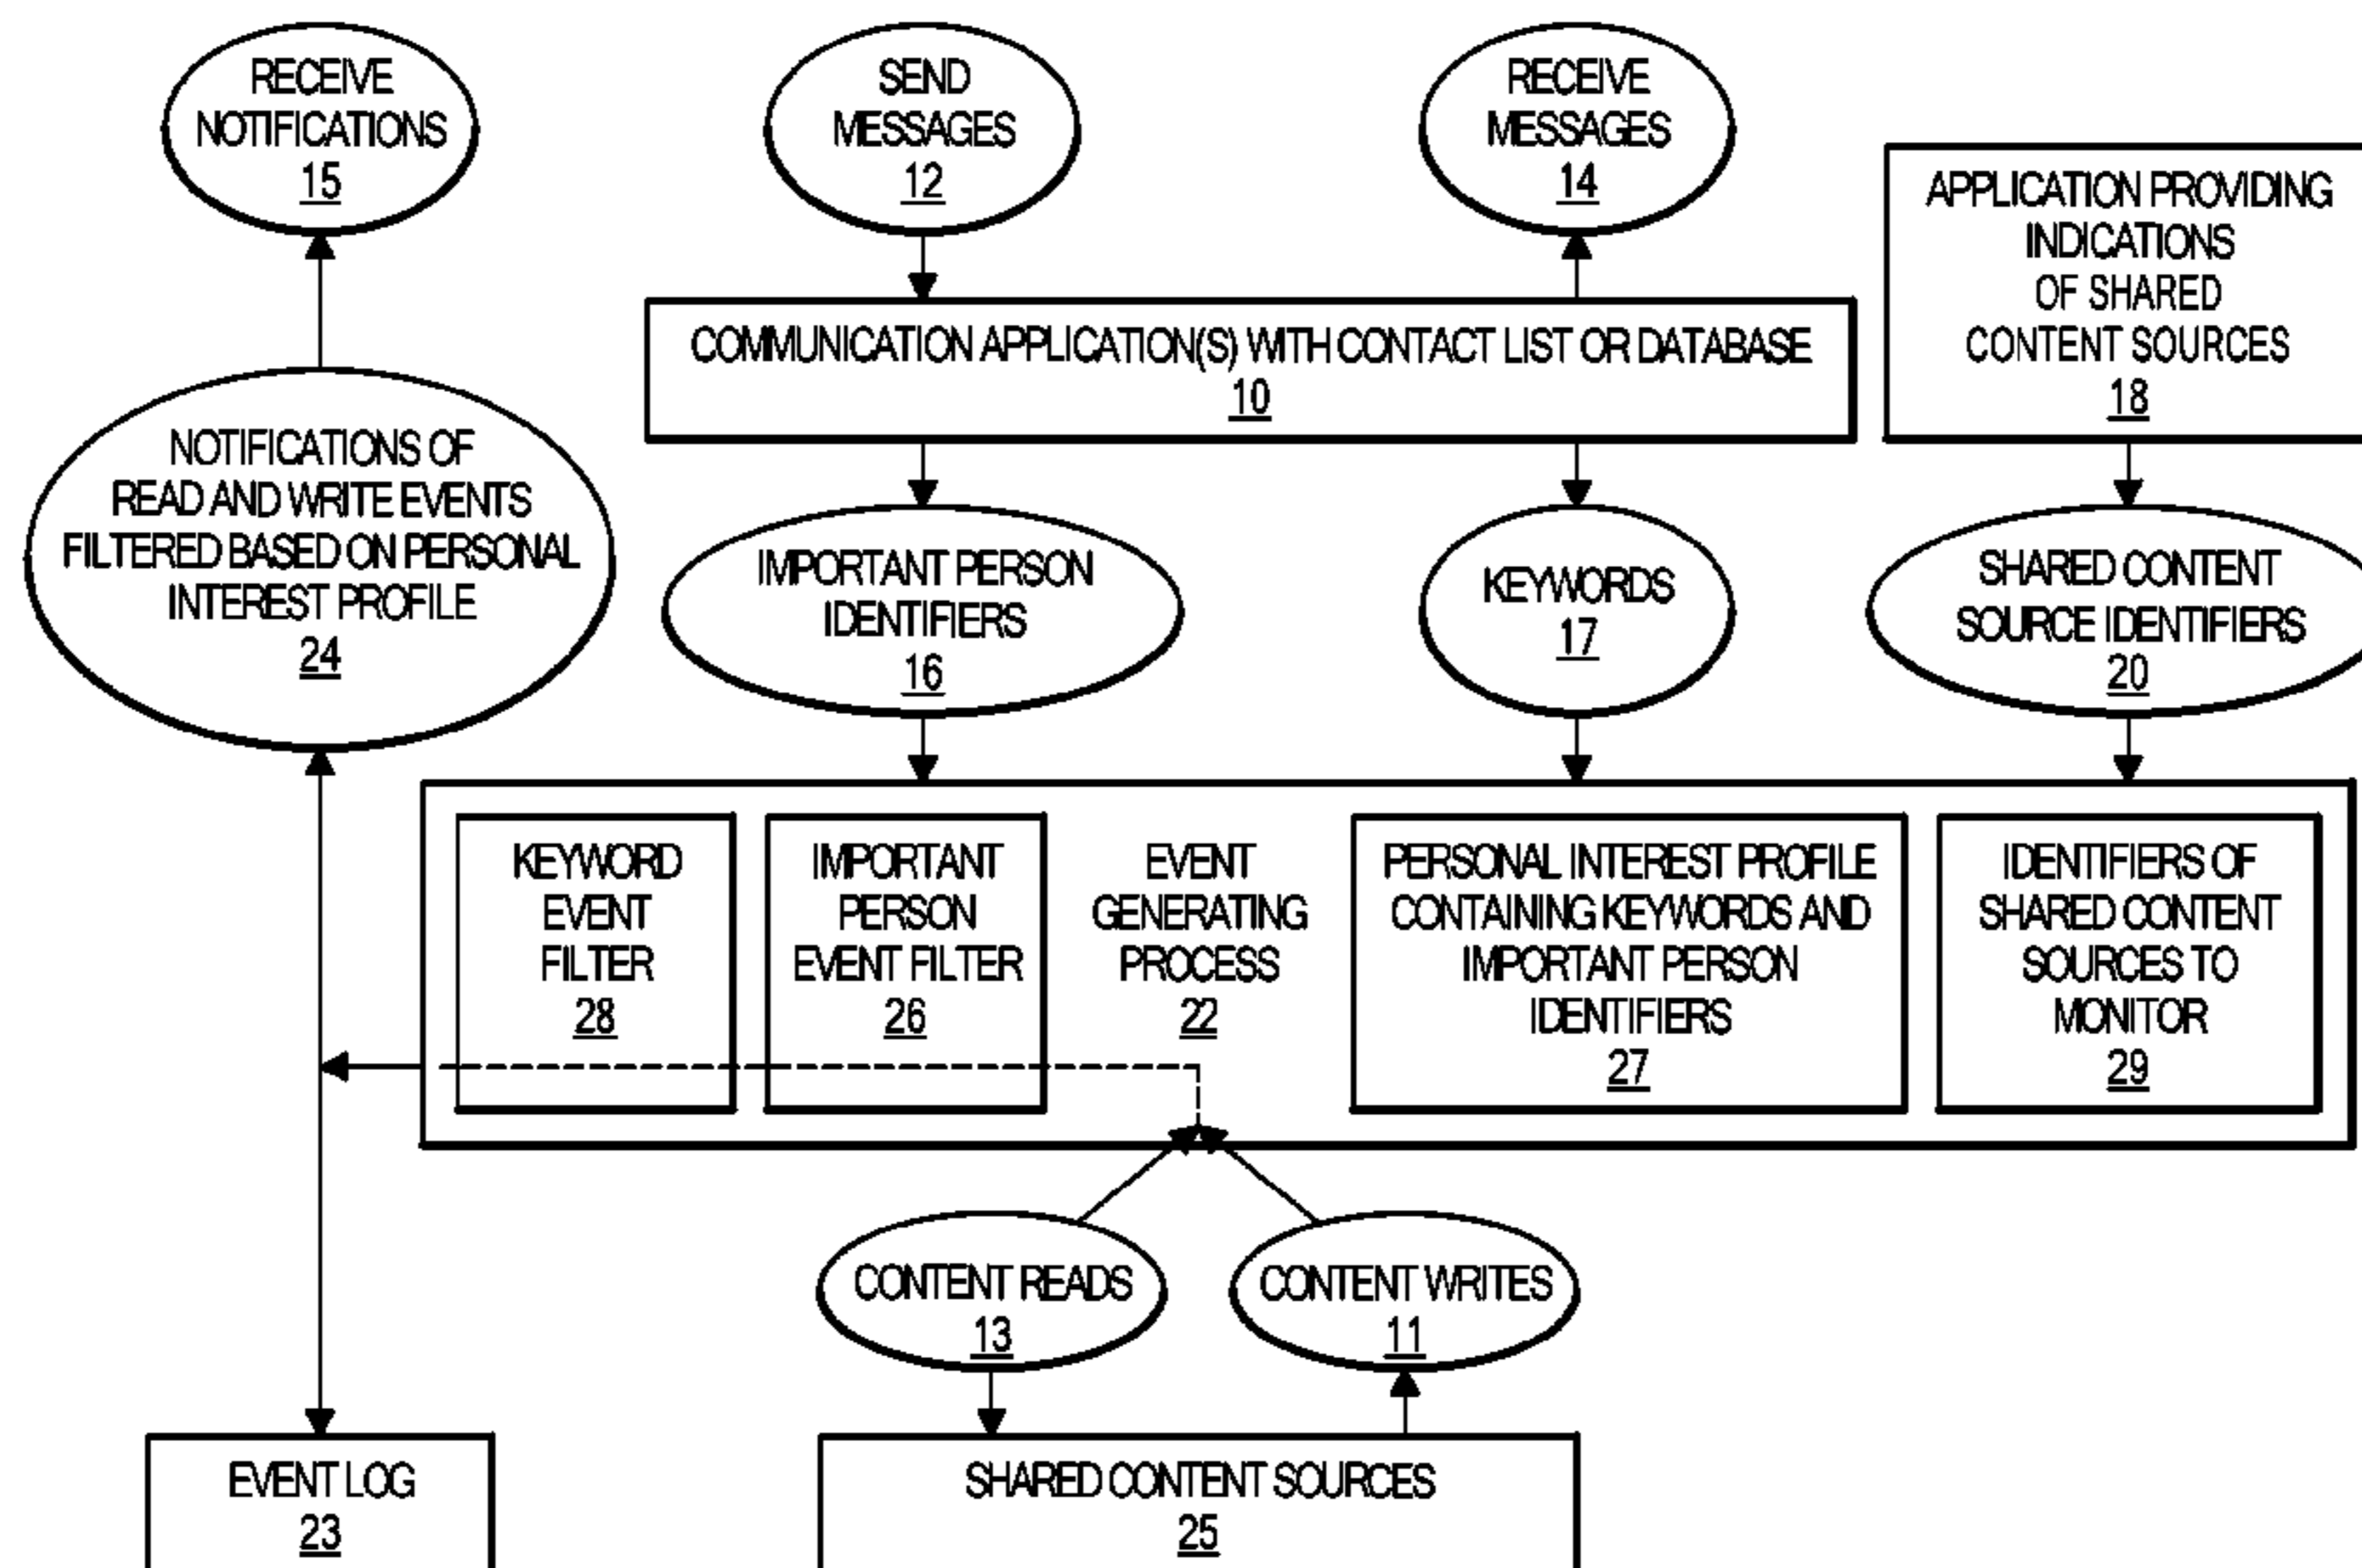 RECEIVE
NOTIFICATIONS
15
SEND
MESSAGES
12
RECEIVE
MESSAGES
14
APPLICATION PROVIDING
INDICATIONS
OF SHARED
CONTENT SOURCES
18
COMMUNICATION APPLICATION(S) WITH CONTACT LIST OR DATABASE
10
NOTIFICATIONS OF
READ AND WRITE EVENTS
FILTERED BASED ON PERSONAL
INTEREST PROFILE
24
IMPORTANT PERSON
IDENTIFIERS
16
KEYWORDS
17
SHARED CONTENT
SOURCE IDENTIFIERS
20
KEYWORD
EVENT
FILTER
28
IMPORTANT
PERSON
EVENT FILTER
26
EVENT
GENERATING
PROCESS
22
PERSONAL INTEREST PROFILE
CONTAINING KEYWORDS AND
IMPORTANT PERSON
IDENTIFIERS
27
IDENTIFIERS OF
SHARED CONTENT
SOURCES TO
MONITOR
29
CONTENT READS
13
CONTENT WRITES
11
EVENT LOG
23
SHARED CONTENT SOURCES
25